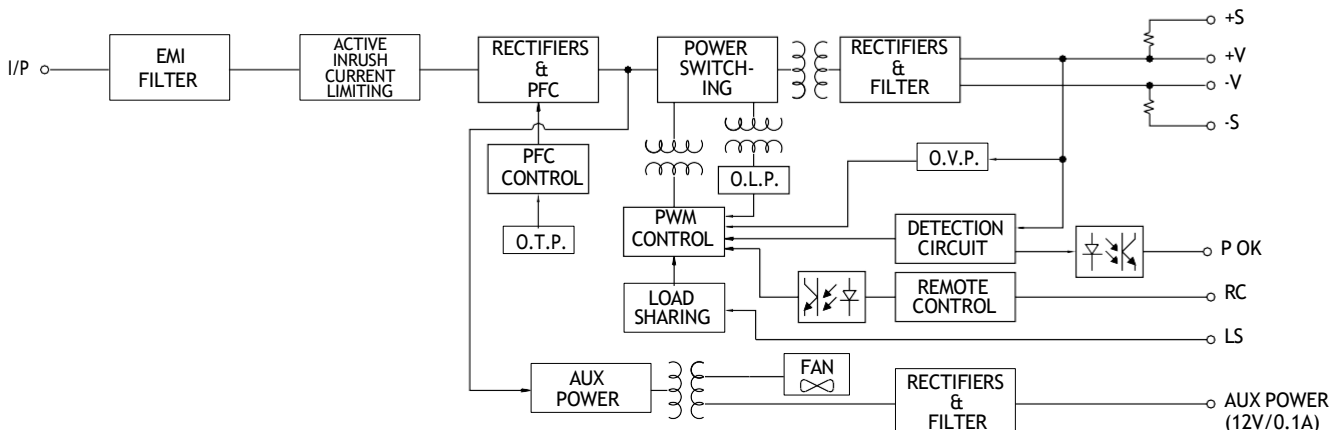 +S
I/P
EMI
FILTER
ACTIVE
INRUSH
CURRENT
LIMITING
RECTIFIERS
&
PFC
POWER
SWITCH-
ING
RECTIFIERS
&
FILTER
+V
-V
-S
PFC
CONTROL
O.T.P.
O.L.P.
O.V.P.
PWM
CONTROL
DETECTION
CIRCUIT
P OK
LOAD
SHARING
REMOTE
CONTROL
RC
LS
AUX
POWER
FAN
RECTIFIERS
&
FILTER
AUX POWER
(12V/0.1A)